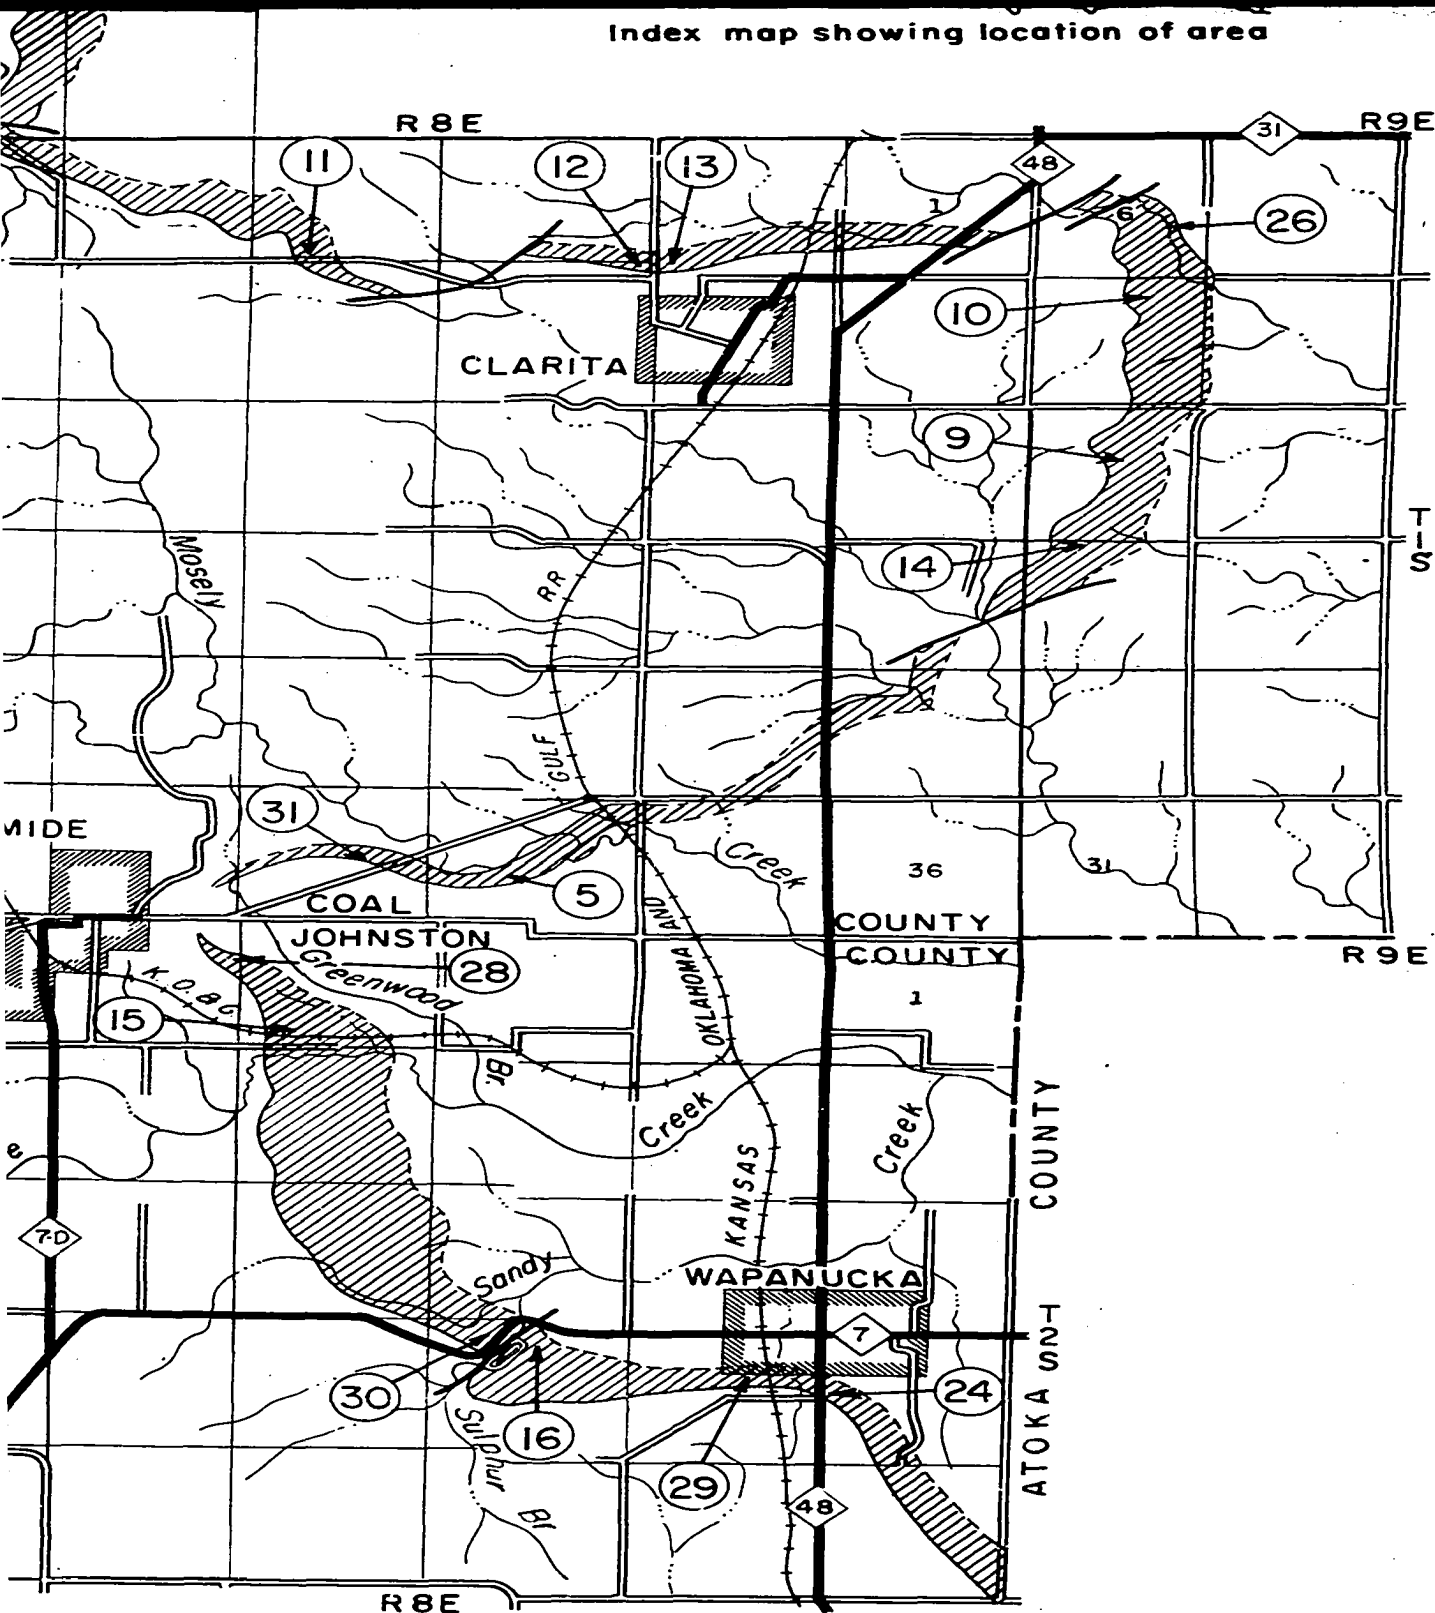 Index map showing location of area
R 8 E
31
R 9 E
11
12
13
48
1
6
26
10
CLARITA
9
T
1
S
Mosely
14
RR
GULF
31
MIDE
Creek
36
31
5
AND
COAL
COUNTY
JOHNSTON
COUNTY
R 9 E
Greenwood
28
K. O. & G.
OKLAHOMA
1
15
Br.
Creek
Creek
COUNTY
e
KANSAS
7-D
Sandy
WAPANUCKA
T
2
S
7
30
24
16
Sulphur
Br
29
ATOKA
48
R 8 E